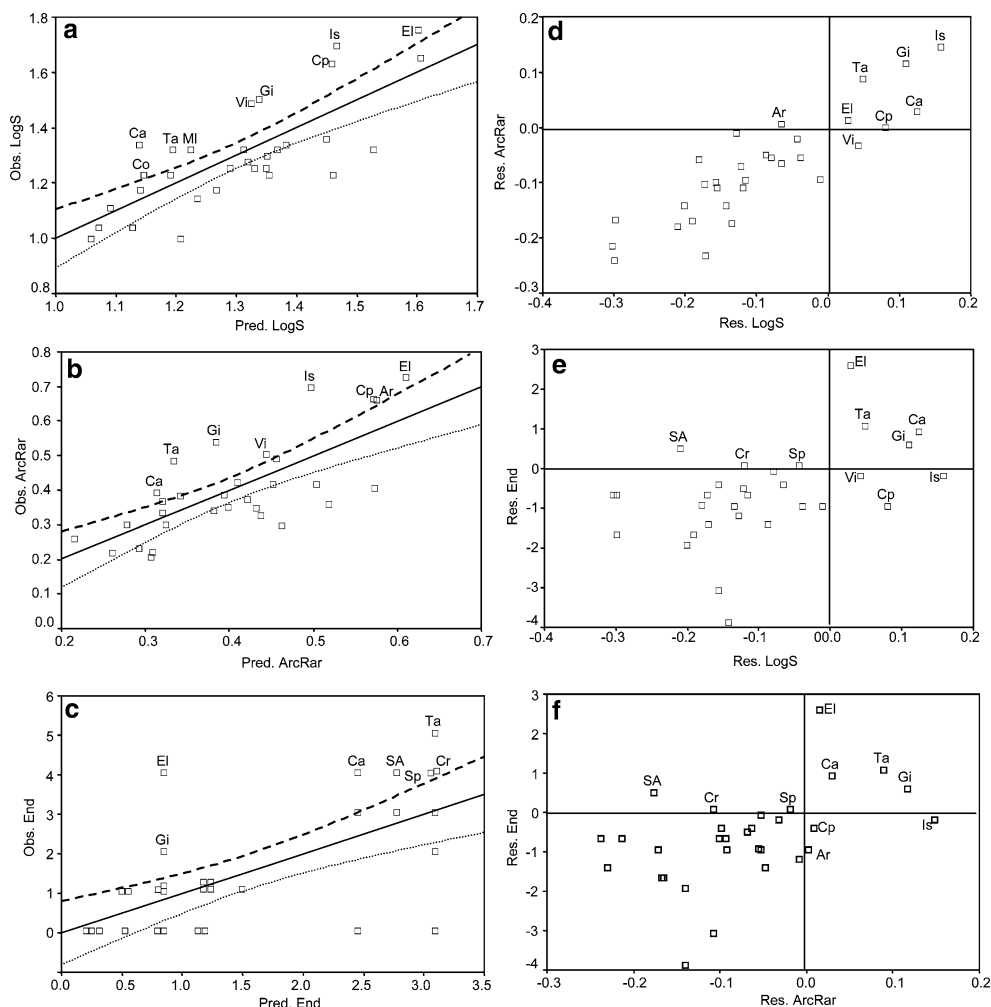 a
1.8
1.6
1.4
1.2
1.0
0.8
Obs. LogS
El
Is
Cp
Gi
Vi
Ca
Ta Ml
Co
1.0 1.1 1.2 1.3 1.4 1.5 1.6 1.7
Pred. LogS
d
0.2
0.1
0.0
-0.1
-0.2
-0.3
Res. ArcRar
Is
Gi
Ta
Ca
El
Cp
Ar
Vi
-0.4 -0.3 -0.2 -0.1 0.0 0.1 0.2
Res. LogS
b
0.8
0.7
0.6
0.5
0.4
0.3
0.2
0.1
0.0
Obs. ArcRar
El
Is
Cp Ar
Gi
Vi
Ta
Ca
0.2 0.3 0.4 0.5 0.6 0.7
Pred. ArcRar
e
3
2
1
0
-1
-2
-3
-4
Res. End
El
Ta
Ca
Gi
SA
Cr
Sp
Vi
Is
Cp
-0.4 -0.3 -0.2 -0.1 00.0 0.1 0.2
Res. LogS
c
6
5
4
3
2
1
0
Obs. End
Ta
El
Ca
SA
Sp
Cr
Gi
0.0 0.5 1.0 1.5 2.0 2.5 3.0 3.5
Pred. End
f
3
2
1
0
-1
-2
-3
-4
Res. End
El
Ca
Ta
Gi
SA
Cr
Sp
Cp
Is
Ar
-0.3 -0.2 -0.1 0.0 0.1 0.2
Res. ArcRar